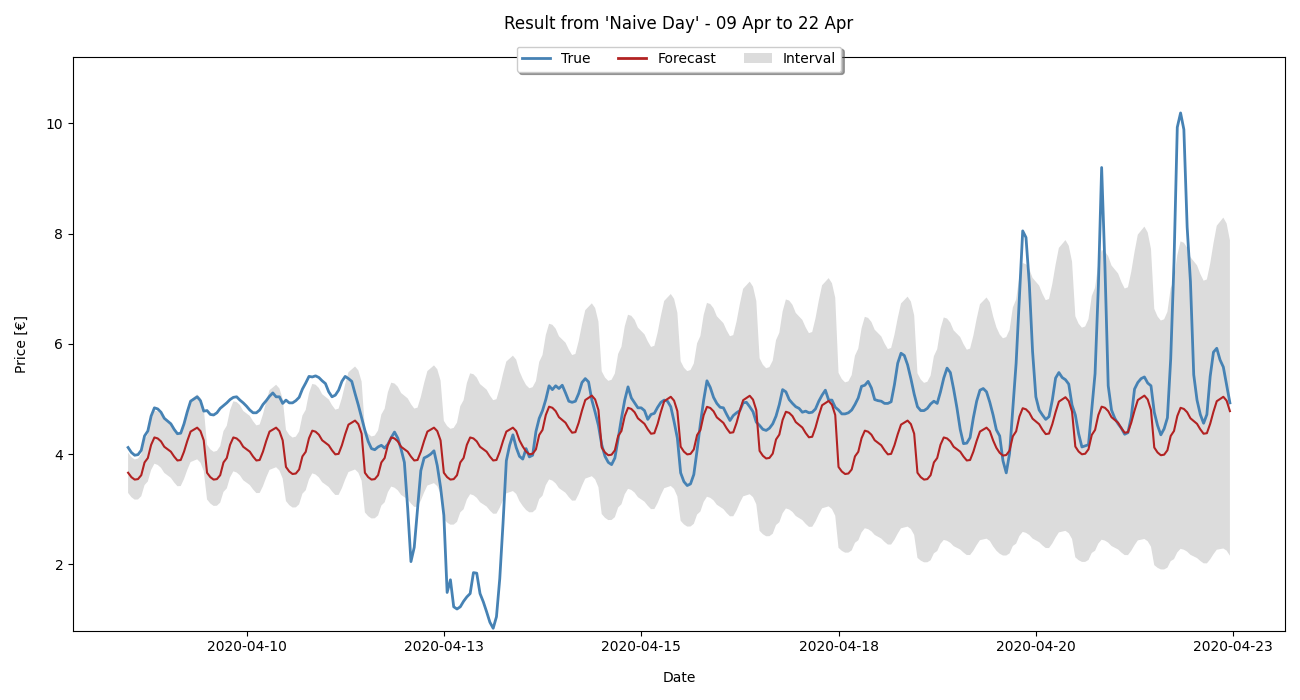 Result from 'Naive Day' - 09 Apr to 22 Apr
True Forecast Interval
10
8
6
4
2
Price [€]
2020-04-10 2020-04-13 2020-04-15 2020-04-18 2020-04-20 2020-04-23
Date